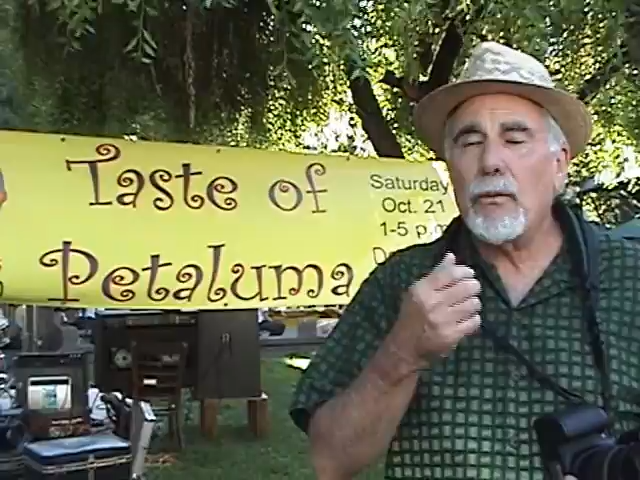 Taste of
Petaluma
Saturday
Oct. 21
1-5 p.m